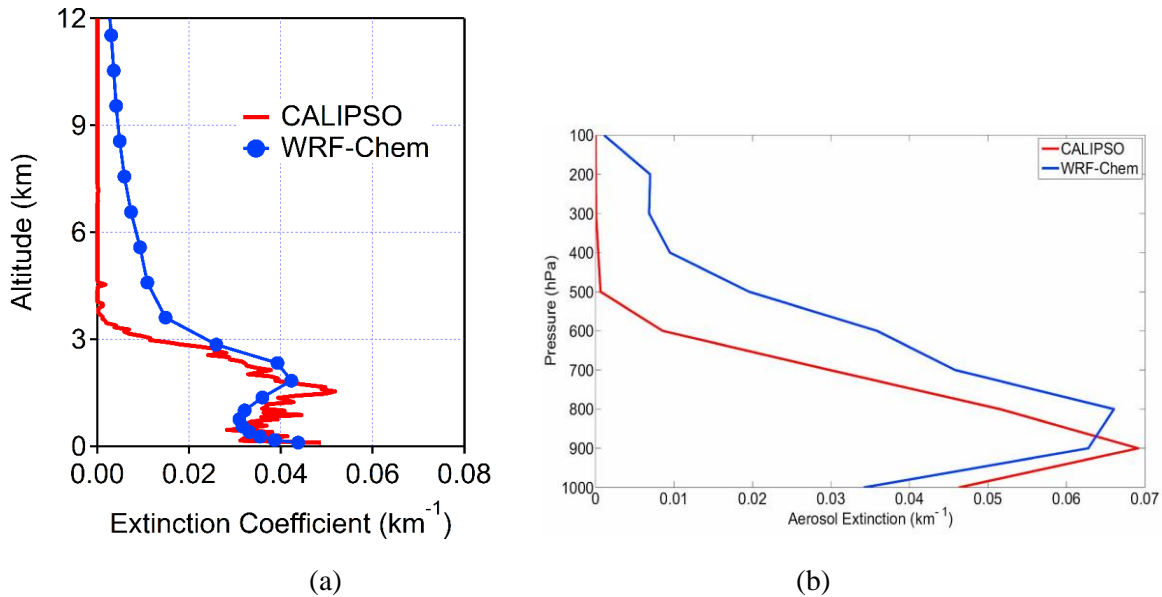 12
9
6
3
0
Altitude (km)
CALIPSO
WRF-Chem
0.00
0.02
0.04
0.06
0.08
Extinction Coefficient (km⁻¹)
(a)
100
200
300
400
500
600
700
800
900
1000
Pressure (hPa)
CALIPSO
WRF-Chem
0
0.01
0.02
0.03
0.04
0.05
0.06
0.07
Aerosol Extinction (km⁻¹)
(b)